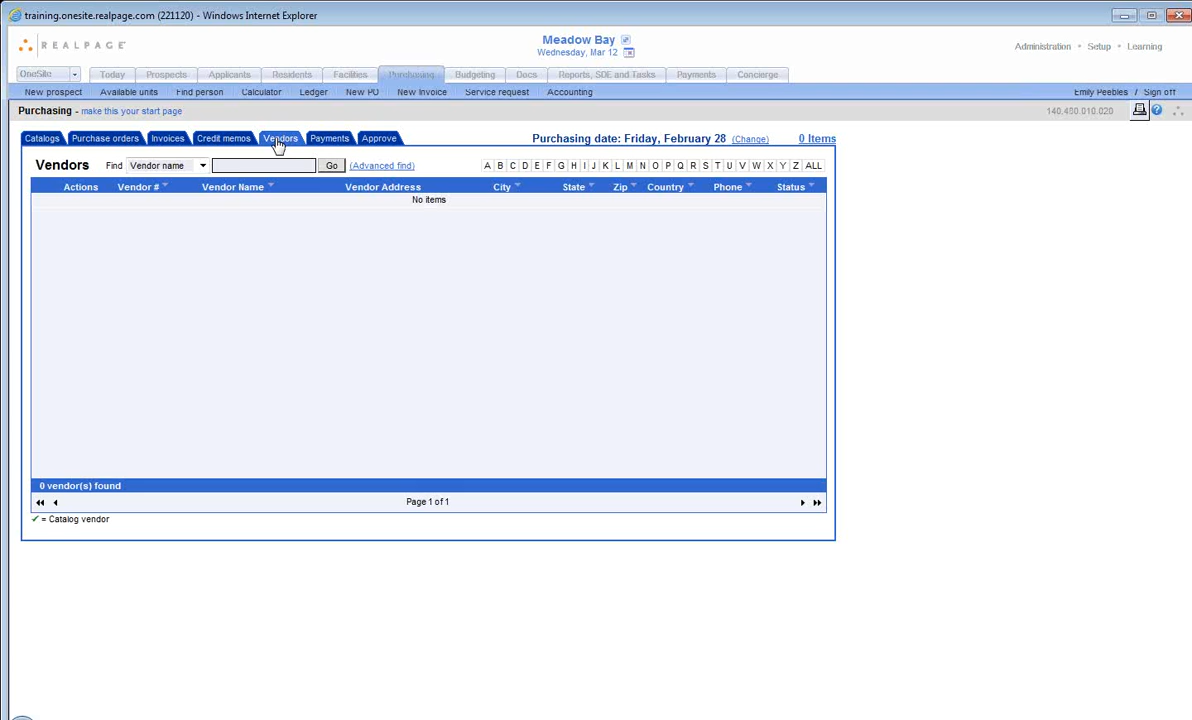 training.onesite.realpage.com (221120) - Windows Internet Explorer
REALPAGE
Meadow Bay
Wednesday, Mar 12
Administration • Setup • Learning
OneSite Today Prospects Applicants Residents Facilities Purchasing Budgeting Docs Reports, SDE and Tasks Payments Concierge
New prospect Available units Find person Calculator Ledger New PO New Invoice Service request Accounting Emily Peebles / Sign off
Purchasing - make this your start page 140.400.010.020
Catalogs Purchase orders Invoices Credit memos Vendors Payments Approve Purchasing date: Friday, February 28 (Change) 0 Items
Vendors Find Vendor name Go (Advanced find) A B C D E F G H I J K L M N O P Q R S T U V W X Y Z ALL
Actions Vendor # Vendor Name Vendor Address City State Zip Country Phone Status
No items
0 vendor(s) found
Page 1 of 1
✓ = Catalog vendor